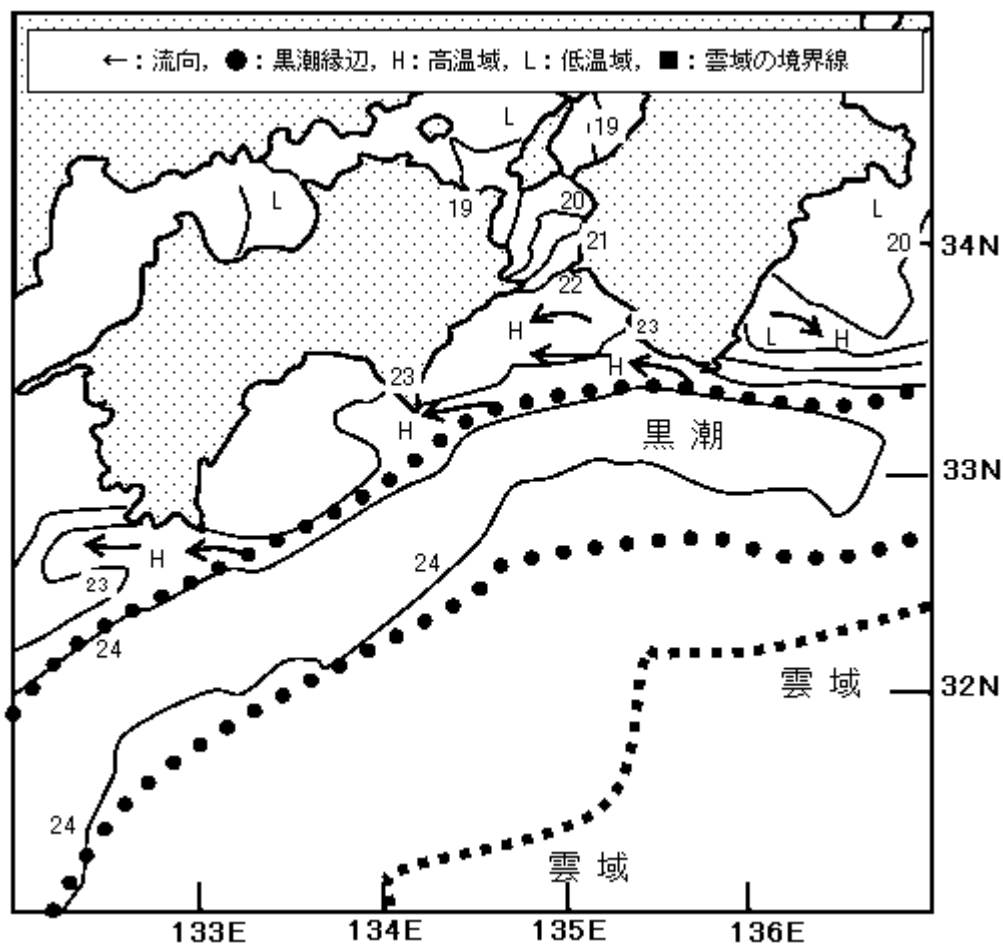 ←：流向，●：黒潮縁辺，H：高温域，L：低温域，■：雲域の境界線
L
19
L
19
20
L
20
21
34N
22
H
23
L
H
H
23
H
黒潮
33N
24
H
23
24
32N
雲域
24
雲域
133E
134E
135E
136E